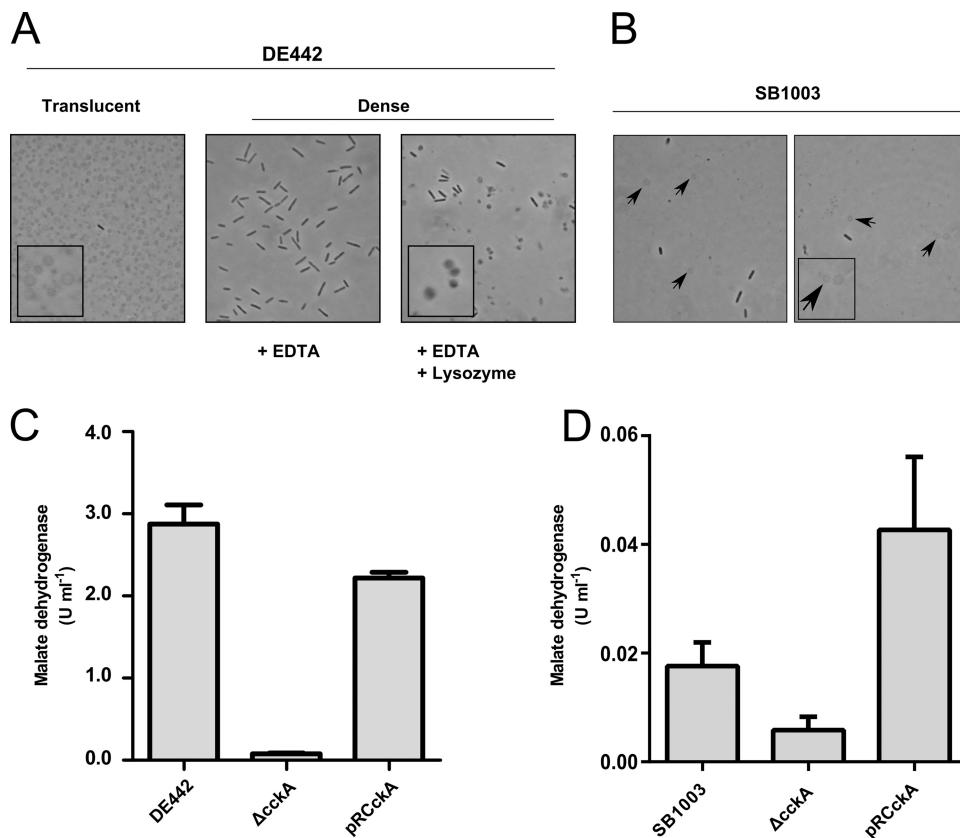 A
B
DE442
SB1003
Translucent
Dense
+ EDTA
+ EDTA
+ Lysozyme
C
D
4.0
3.0
2.0
1.0
0.0
Malate dehydrogenase
(U ml⁻¹)
DE442
ΔcckA
pRCckA
0.06
0.04
0.02
0.00
Malate dehydrogenase
(U ml⁻¹)
SB1003
ΔcckA
pRCckA